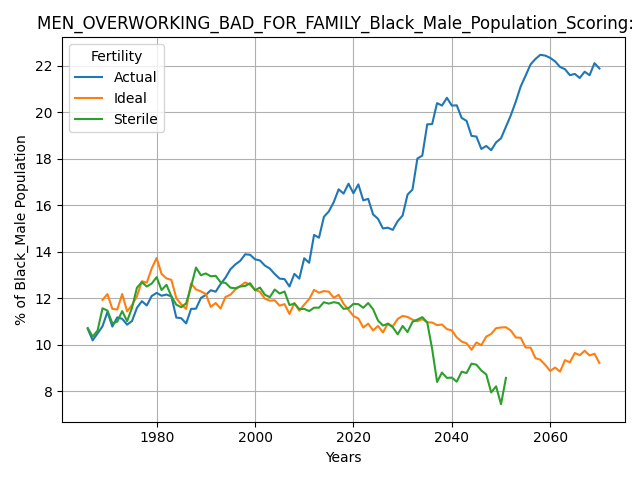 MEN_OVERWORKING_BAD_FOR_FAMILY_Black_Male_Population_Scoring:
Fertility
Actual
Ideal
Sterile
% of Black_Male Population
22
20
18
16
14
12
10
8
1980 2000 2020 2040 2060
Years